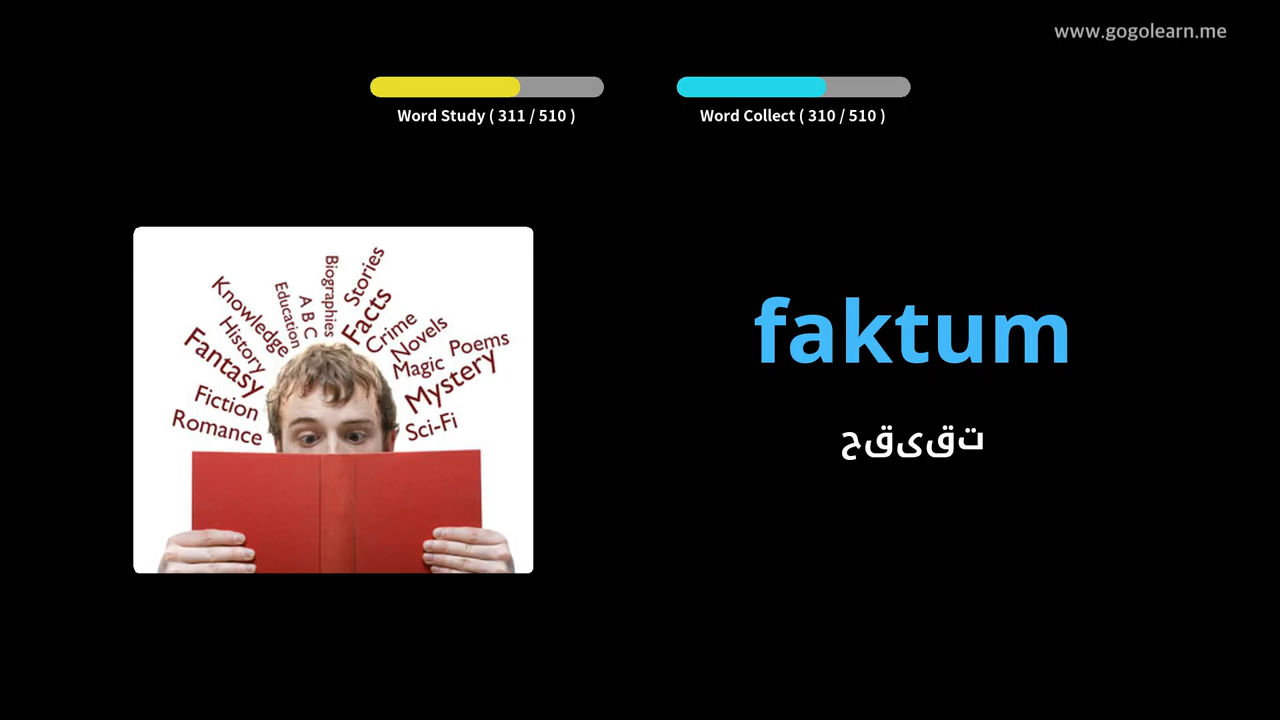 www.gogolearn.me
Word Study ( 311 / 510 )
Word Collect ( 310 / 510 )
Romance
Fiction
Fantasy
History
Knowledge
Education
A B C
Biographies
Stories
Facts
Crime
Novels
Magic
Poems
Mystery
Sci-Fi
faktum
حقیقت